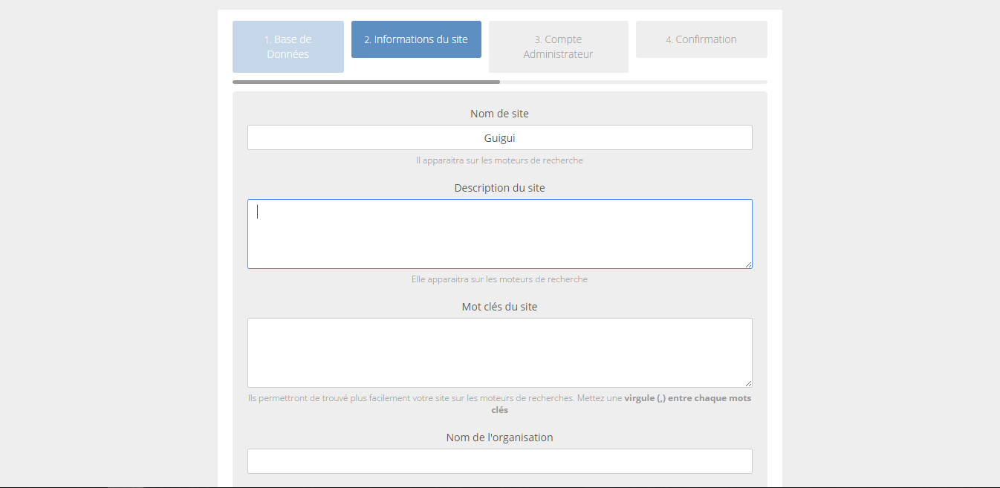 1. Base de
Données
2. Informations du site
3. Compte
Administrateur
4. Confirmation
Nom de site
Guigui
Il apparaitra sur les moteurs de recherche
Description du site
Elle apparaitra sur les moteurs de recherche
Mot clés du site
Ils permettront de trouvé plus facilement votre site sur les moteurs de recherches. Mettez une virgule (,) entre chaque mots
clés
Nom de l'organisation